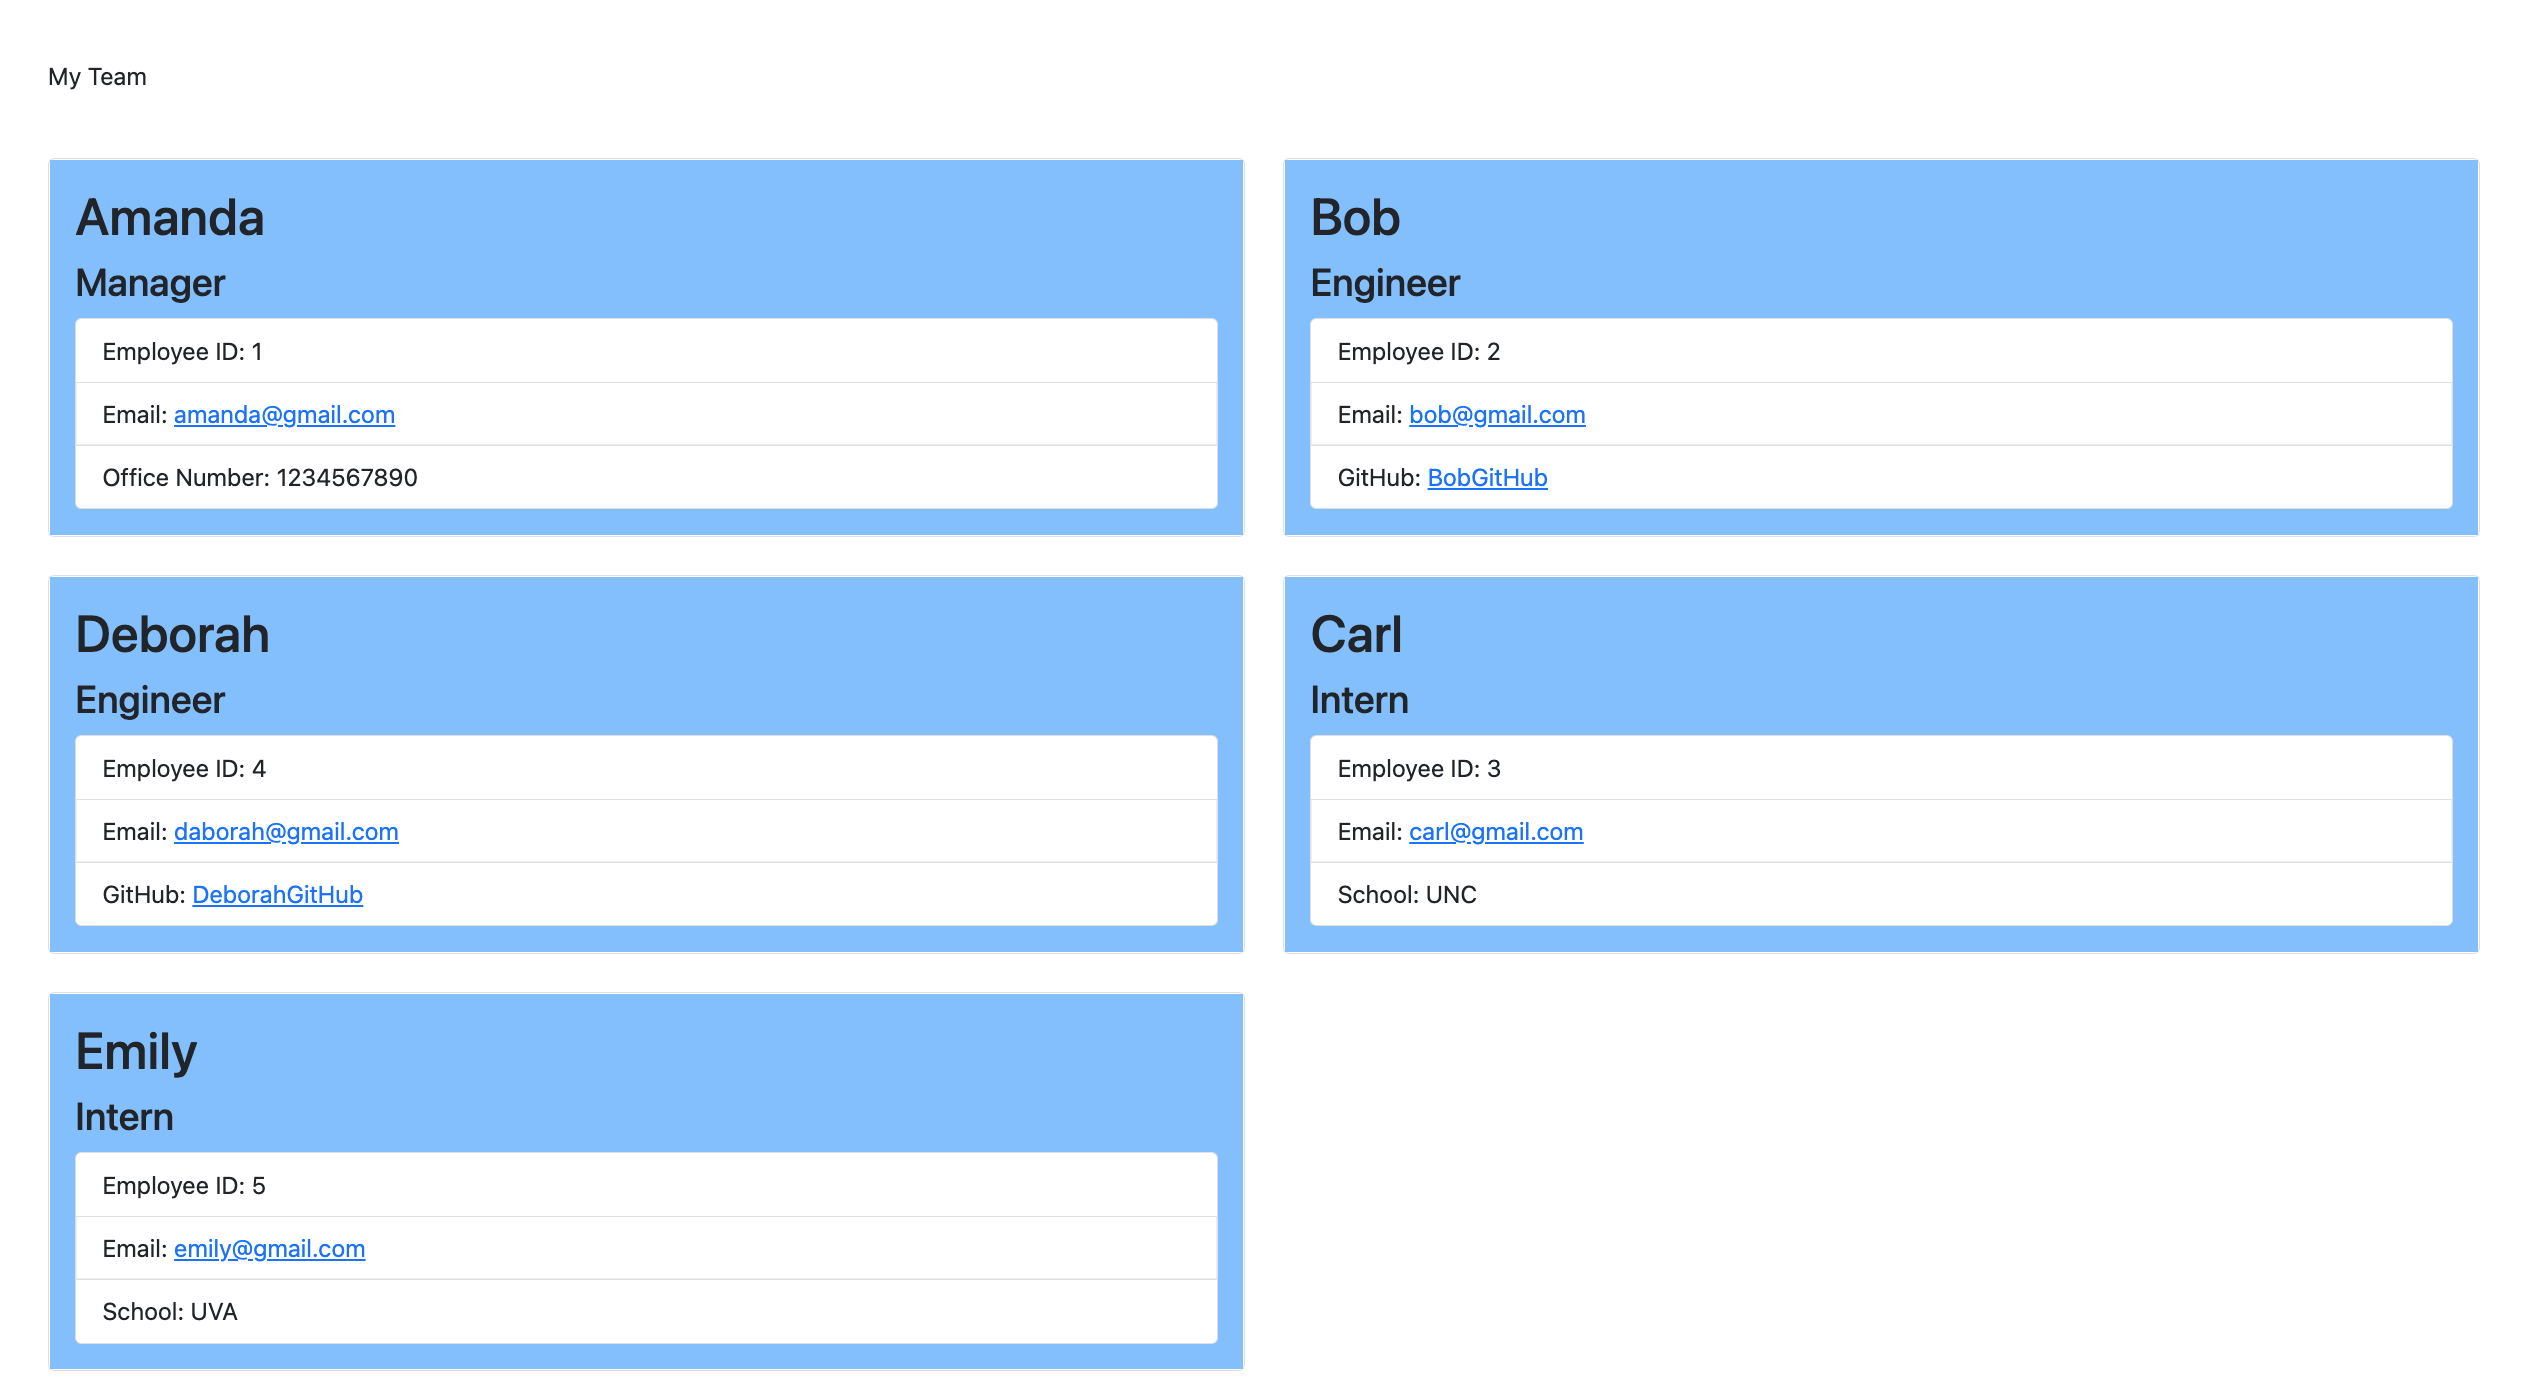 My Team
Amanda
Manager
Employee ID: 1
Email: amanda@gmail.com
Office Number: 1234567890
Bob
Engineer
Employee ID: 2
Email: bob@gmail.com
GitHub: BobGitHub
Deborah
Engineer
Employee ID: 4
Email: daborah@gmail.com
GitHub: DeborahGitHub
Carl
Intern
Employee ID: 3
Email: carl@gmail.com
School: UNC
Emily
Intern
Employee ID: 5
Email: emily@gmail.com
School: UVA